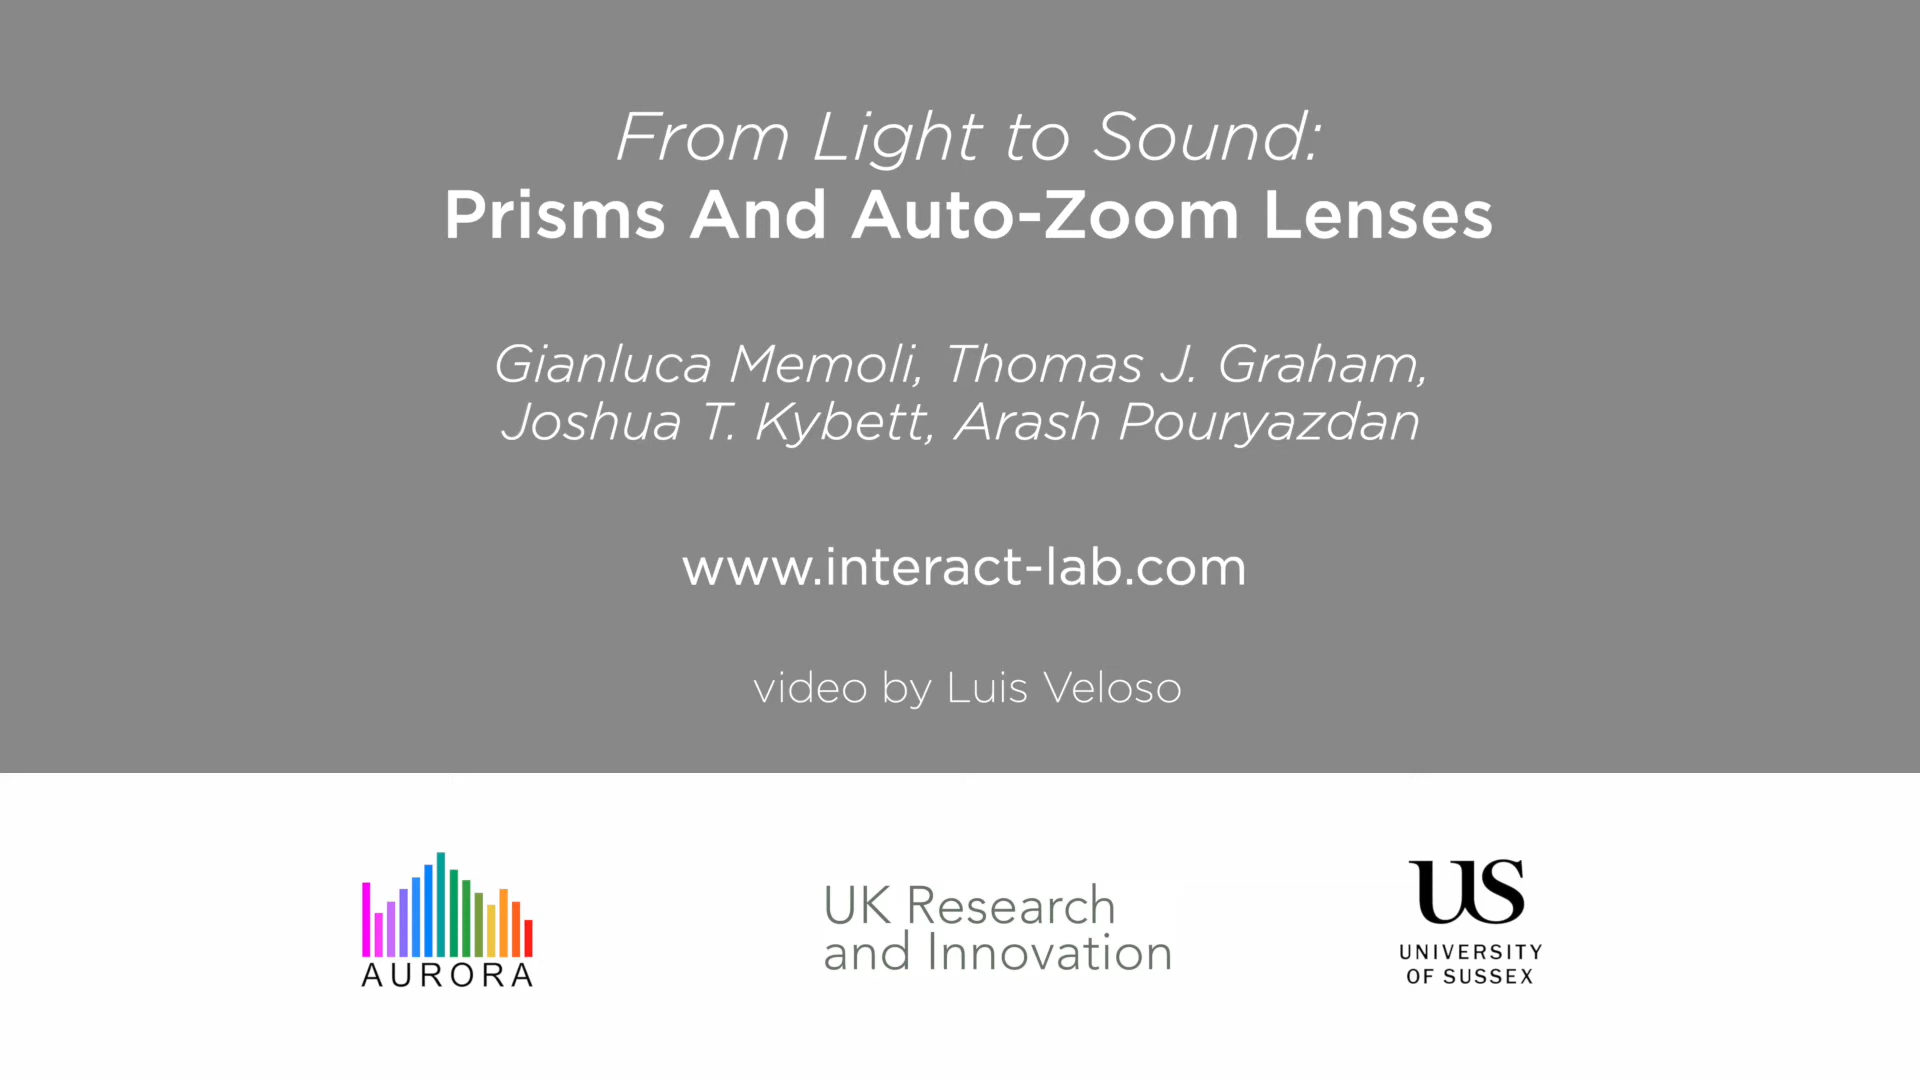 From Light to Sound:
Prisms And Auto-Zoom Lenses
Gianluca Memoli, Thomas J. Graham,
Joshua T. Kybett, Arash Pouryazdan
www.interact-lab.com
video by Luis Veloso
AURORA
UK Research
and Innovation
US
UNIVERSITY
OF SUSSEX